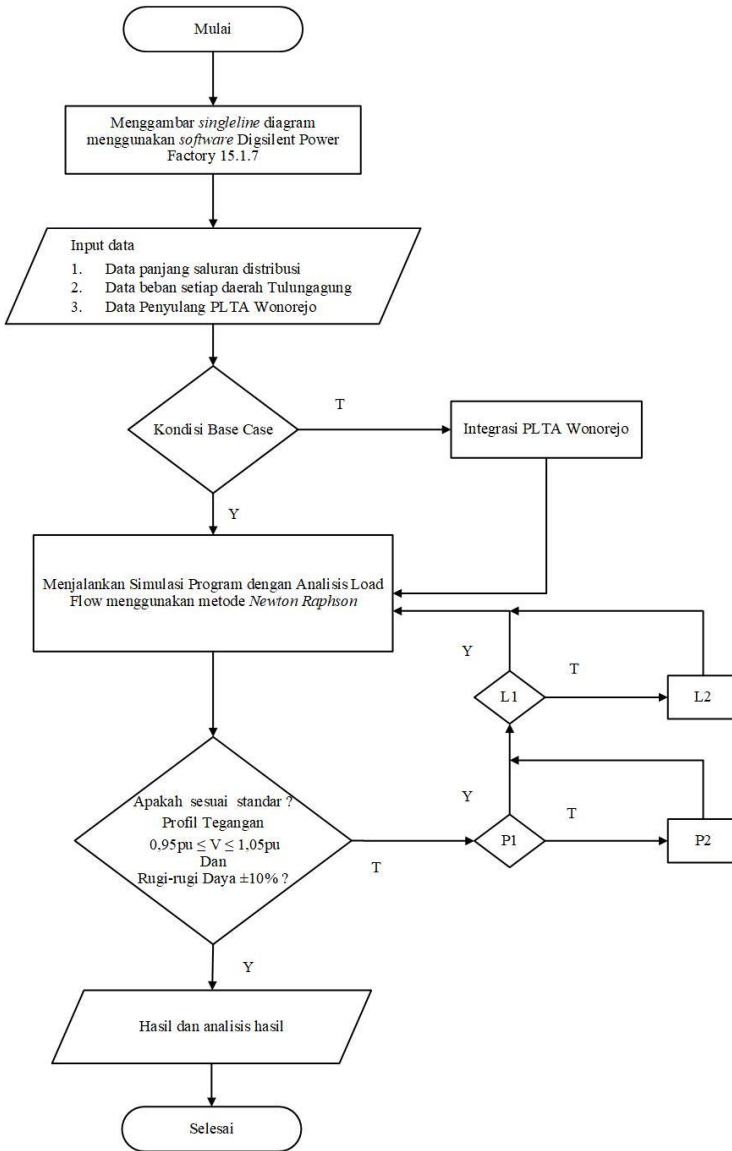 Mulai
Menggambar singleline diagram
menggunakan software Digsilent Power
Factory 15.1.7
Input data
1. Data panjang saluran distribusi
2. Data beban setiap daerah Tulungagung
3. Data Penyulang PLTA Wonorejo
Kondisi Base Case
T
Integrasi PLTA Wonorejo
Y
Menjalankan Simulasi Program dengan Analisis Load
Flow menggunakan metode Newton Raphson
Y
T
L1
L2
Apakah sesuai standar ?
Profil Tegangan
0,95pu ≤ V ≤ 1,05pu
Dan
Rugi-rugi Daya ±10% ?
T
Y
T
P1
P2
Y
Hasil dan analisis hasil
Selesai